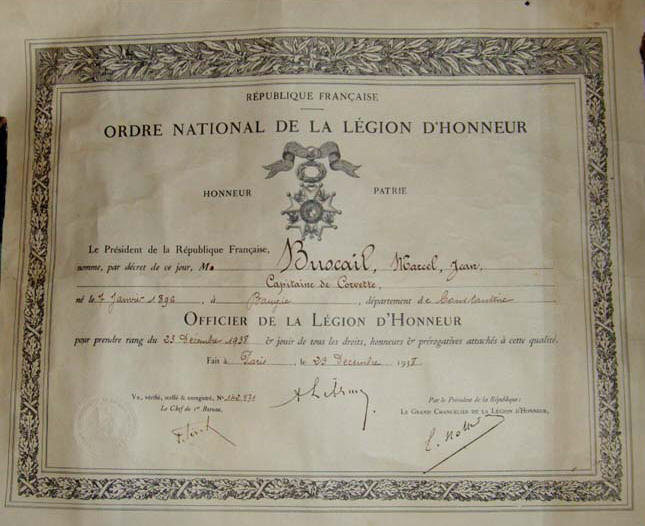 RÉPUBLIQUE FRANÇAISE
ORDRE NATIONAL DE LA LÉGION D'HONNEUR
HONNEUR PATRIE
Le Président de la République Française,
nomme, par décret de ce jour, M. Buscail, Marcel, Jean,
Capitaine de Corvette,
né le 7 Janvier 1896, à Bougie, département de Constantine
OFFICIER DE LA LÉGION D'HONNEUR
pour prendre rang du 23 Décembre 1938 & jouir de tous les droits, honneurs & prérogatives attachés à cette qualité.
Fait à Paris, le 23 Décembre 1938
Vu, vérifié, scellé & enregistré, N° 140.871
Le Chef du 1er Bureau,
Par le Président de la République:
LE GRAND CHANCELIER DE LA LÉGION D'HONNEUR,